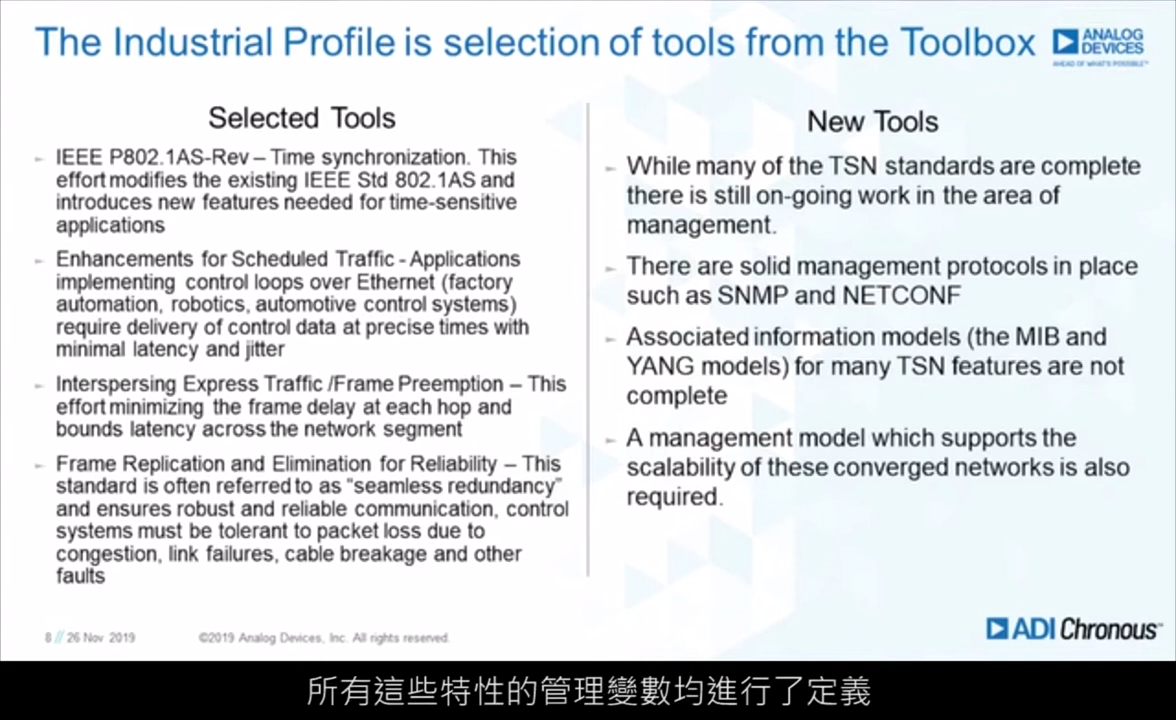 The Industrial Profile is selection of tools from the Toolbox
ANALOG
DEVICES
AHEAD OF WHAT'S POSSIBLE™
Selected Tools
IEEE P802.1AS-Rev – Time synchronization. This
effort modifies the existing IEEE Std 802.1AS and
introduces new features needed for time-sensitive
applications
Enhancements for Scheduled Traffic - Applications
implementing control loops over Ethernet (factory
automation, robotics, automotive control systems)
require delivery of control data at precise times with
minimal latency and jitter
Interspersing Express Traffic /Frame Preemption – This
effort minimizing the frame delay at each hop and
bounds latency across the network segment
Frame Replication and Elimination for Reliability – This
standard is often referred to as “seamless redundancy”
and ensures robust and reliable communication, control
systems must be tolerant to packet loss due to
congestion, link failures, cable breakage and other
faults
New Tools
While many of the TSN standards are complete
there is still on-going work in the area of
management.
There are solid management protocols in place
such as SNMP and NETCONF
Associated information models (the MIB and
YANG models) for many TSN features are not
complete
A management model which supports the
scalability of these converged networks is also
required.
8 // 26 Nov 2019 ©2019 Analog Devices, Inc. All rights reserved.
ADI Chronous™
所有這些特性的管理變數均進行了定義